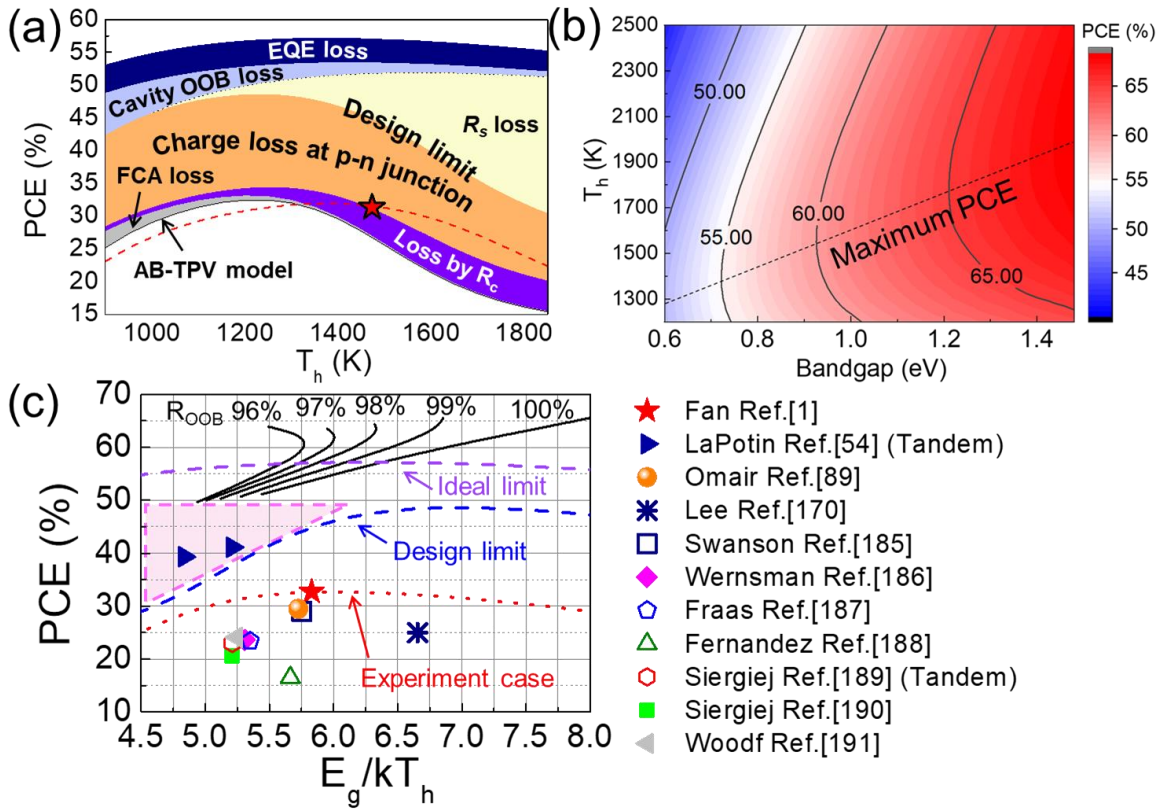 (a)
60
55
50
45
40
35
30
25
20
15
PCE (%)
EQE loss
Cavity OOB loss
Design limit
Rs loss
Charge loss at p-n junction
FCA loss
AB-TPV model
Loss by Rc
1000 1200 1400 1600 1800
Th (K)
(b)
2500
2300
2100
1900
1700
1500
1300
Th (K)
50.00
55.00
60.00
65.00
Maximum PCE
0.6 0.8 1.0 1.2 1.4
Bandgap (eV)
PCE (%)
65
60
55
50
45
(c)
70
60
50
40
30
20
10
PCE (%)
ROOB 96% 97% 98% 99% 100%
Ideal limit
Design limit
Experiment case
4.5 5.0 5.5 6.0 6.5 7.0 7.5 8.0
Eg/kTh
Fan Ref.[1]
LaPotin Ref.[54] (Tandem)
Omair Ref.[89]
Lee Ref.[170]
Swanson Ref.[185]
Wernsman Ref.[186]
Fraas Ref.[187]
Fernandez Ref.[188]
Siergiej Ref.[189] (Tandem)
Siergiej Ref.[190]
Woodf Ref.[191]